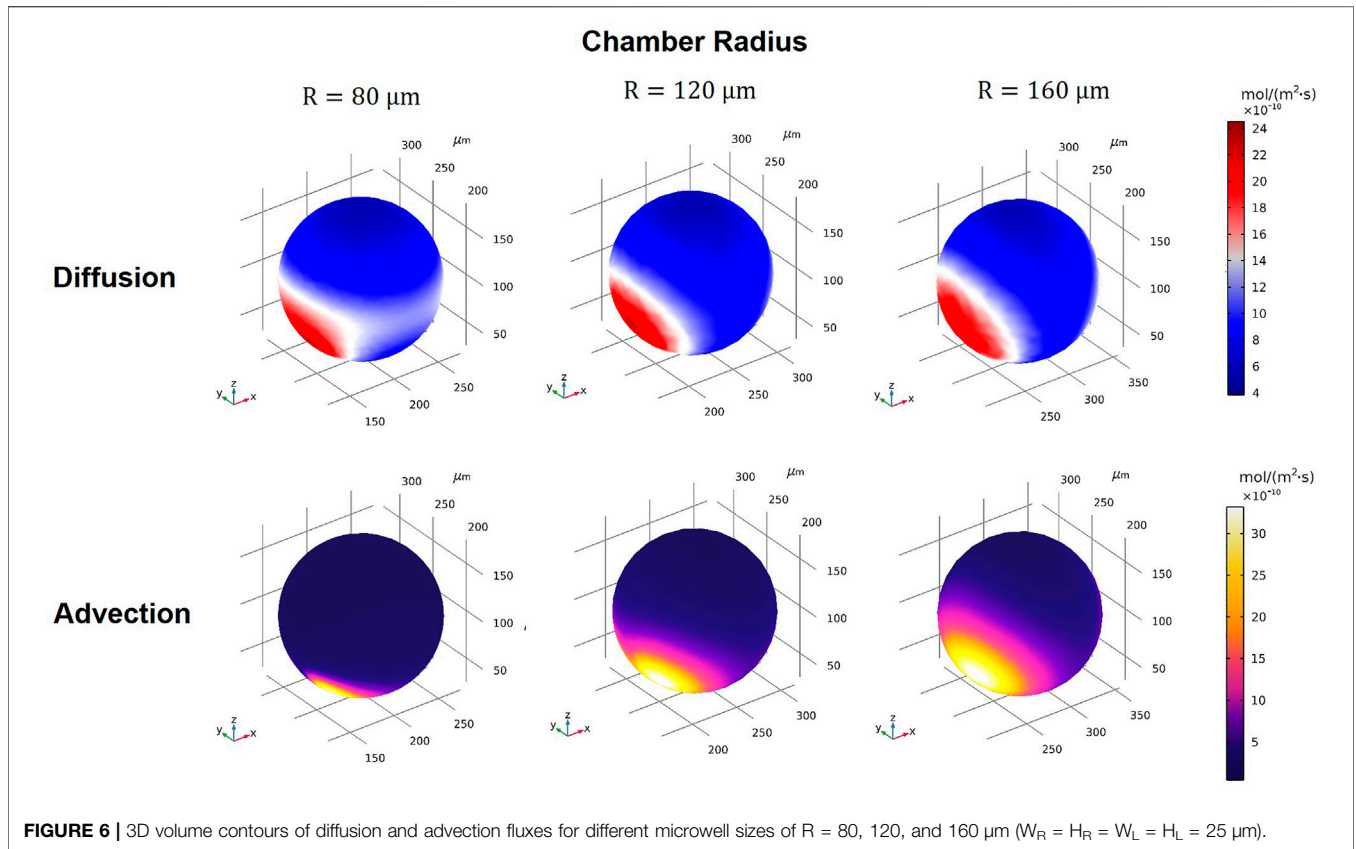 Chamber Radius
R = 80 μm
R = 120 μm
R = 160 μm
mol/(m²·s)
×10⁻¹⁰
24
22
20
18
16
14
12
10
8
6
4
Diffusion
300 μm
250
200
150
100
50
250
200
150
z
y x
300 μm
250
200
150
100
50
300
250
200
z
y x
300 μm
250
200
150
100
50
350
300
250
z
y x
mol/(m²·s)
×10⁻¹⁰
30
25
20
15
10
5
Advection
300 μm
250
200
150
100
50
250
200
150
z
y x
300 μm
250
200
150
100
50
300
250
200
z
y x
300 μm
250
200
150
100
50
350
300
250
z
y x
FIGURE 6 | 3D volume contours of diffusion and advection fluxes for different microwell sizes of R = 80, 120, and 160 μm (W_R = H_R = W_L = H_L = 25 μm).